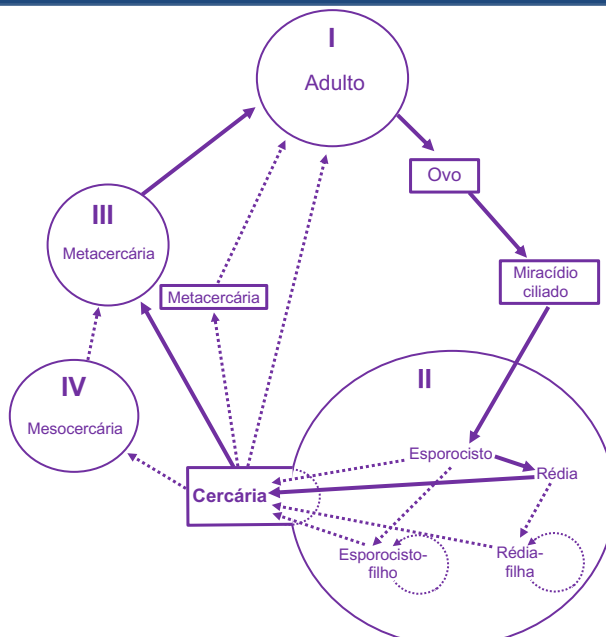 I
Adulto
Ovo
III
Metacercária
Miracídio
ciliado
Metacercária
II
IV
Mesocercária
Esporocisto
Rédia
Cercária
Esporocisto-
filho
Rédia-
filha